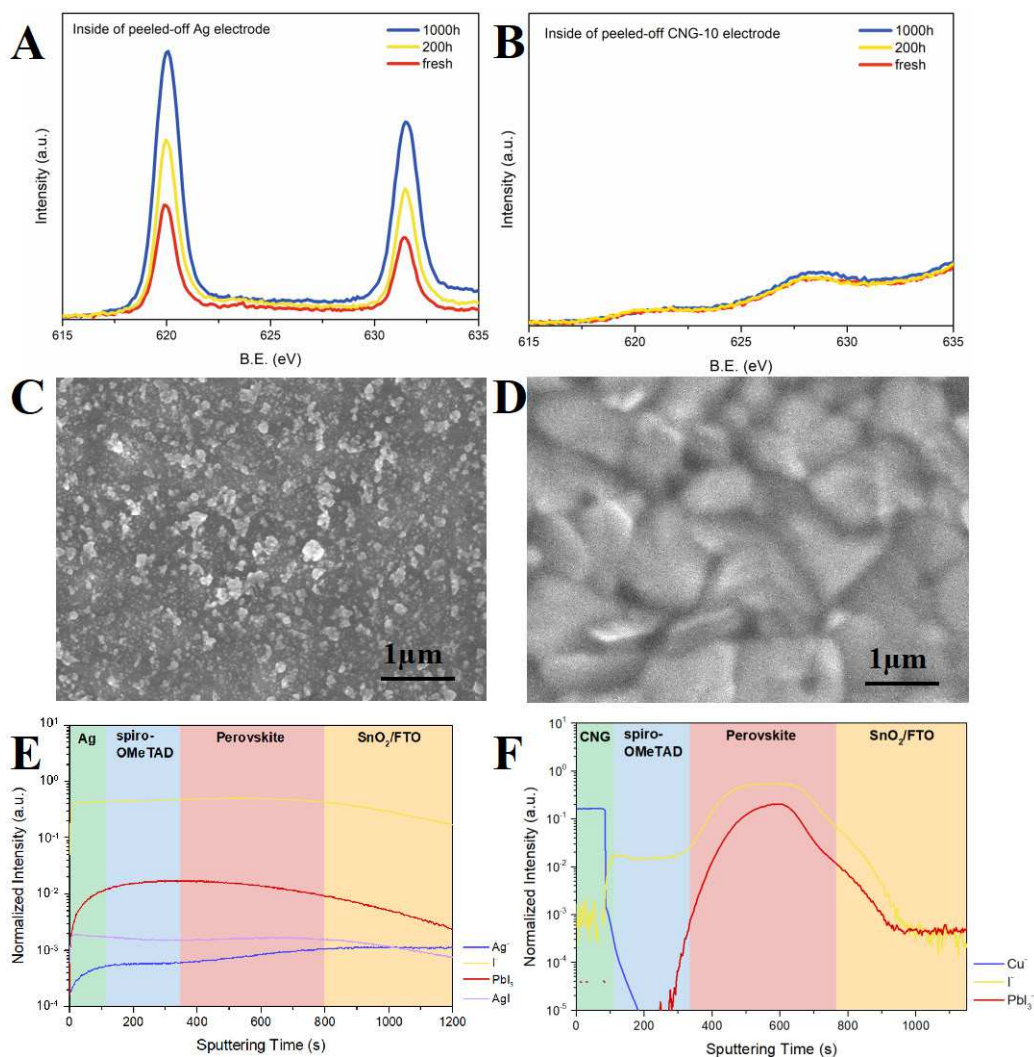 A
Inside of peeled-off Ag electrode
1000h
200h
fresh
Intensity (a.u.)
615 620 625 630 635
B.E. (eV)
B
Inside of peeled-off CNG-10 electrode
1000h
200h
fresh
Intensity (a.u.)
615 620 625 630 635
B.E. (eV)
C
1μm
D
1μm
E
Ag
spiro-
OMeTAD
Perovskite
SnO₂/FTO
Normalized Intensity (a.u.)
10¹
10⁰
10⁻¹
10⁻²
10⁻³
10⁻⁴
0 200 400 600 800 1000 1200
Sputtering Time (s)
Ag⁻
I⁻
PbI₃⁻
AgI⁻
F
CNG
spiro-
OMeTAD
Perovskite
SnO₂/FTO
Normalized Intensity (a.u.)
10¹
10⁰
10⁻¹
10⁻²
10⁻³
10⁻⁴
10⁻⁵
0 200 400 600 800 1000
Sputtering Time (s)
Cu⁻
I⁻
PbI₃⁻